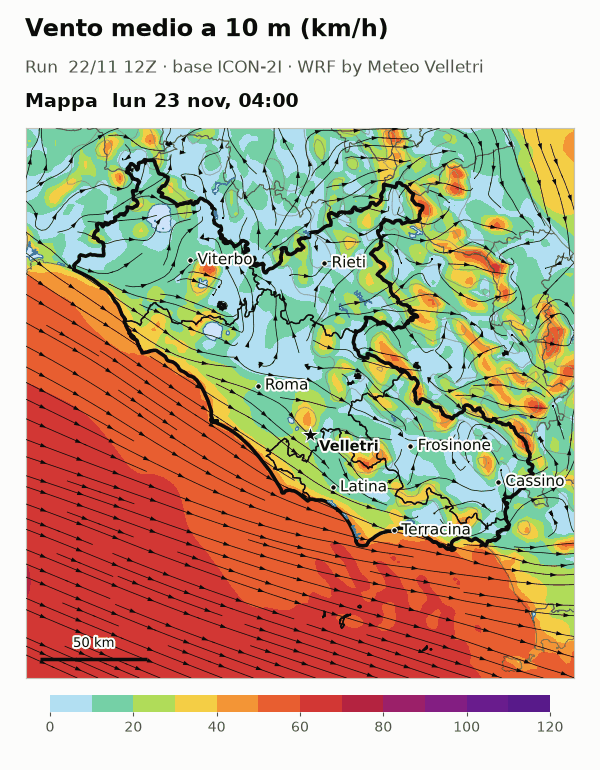 Vento medio a 10 m (km/h)
Run  22/11 12Z · base ICON-2I · WRF by Meteo Velletri
Mappa  lun 23 nov, 04:00
Viterbo
Rieti
Roma
Velletri
Frosinone
Latina
Cassino
Terracina
50 km
0 20 40 60 80 100 120